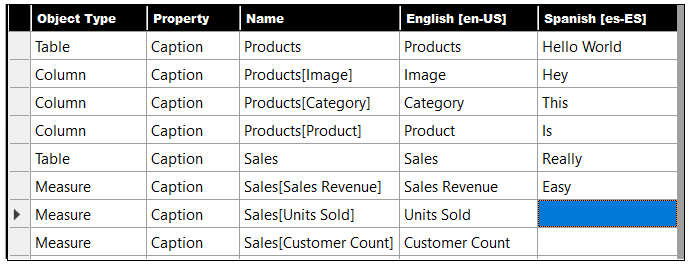 Object Type Property Name English [en-US] Spanish [es-ES]
Table Caption Products Products Hello World
Column Caption Products[Image] Image Hey
Column Caption Products[Category] Category This
Column Caption Products[Product] Product Is
Table Caption Sales Sales Really
Measure Caption Sales[Sales Revenue] Sales Revenue Easy
Measure Caption Sales[Units Sold] Units Sold
Measure Caption Sales[Customer Count] Customer Count